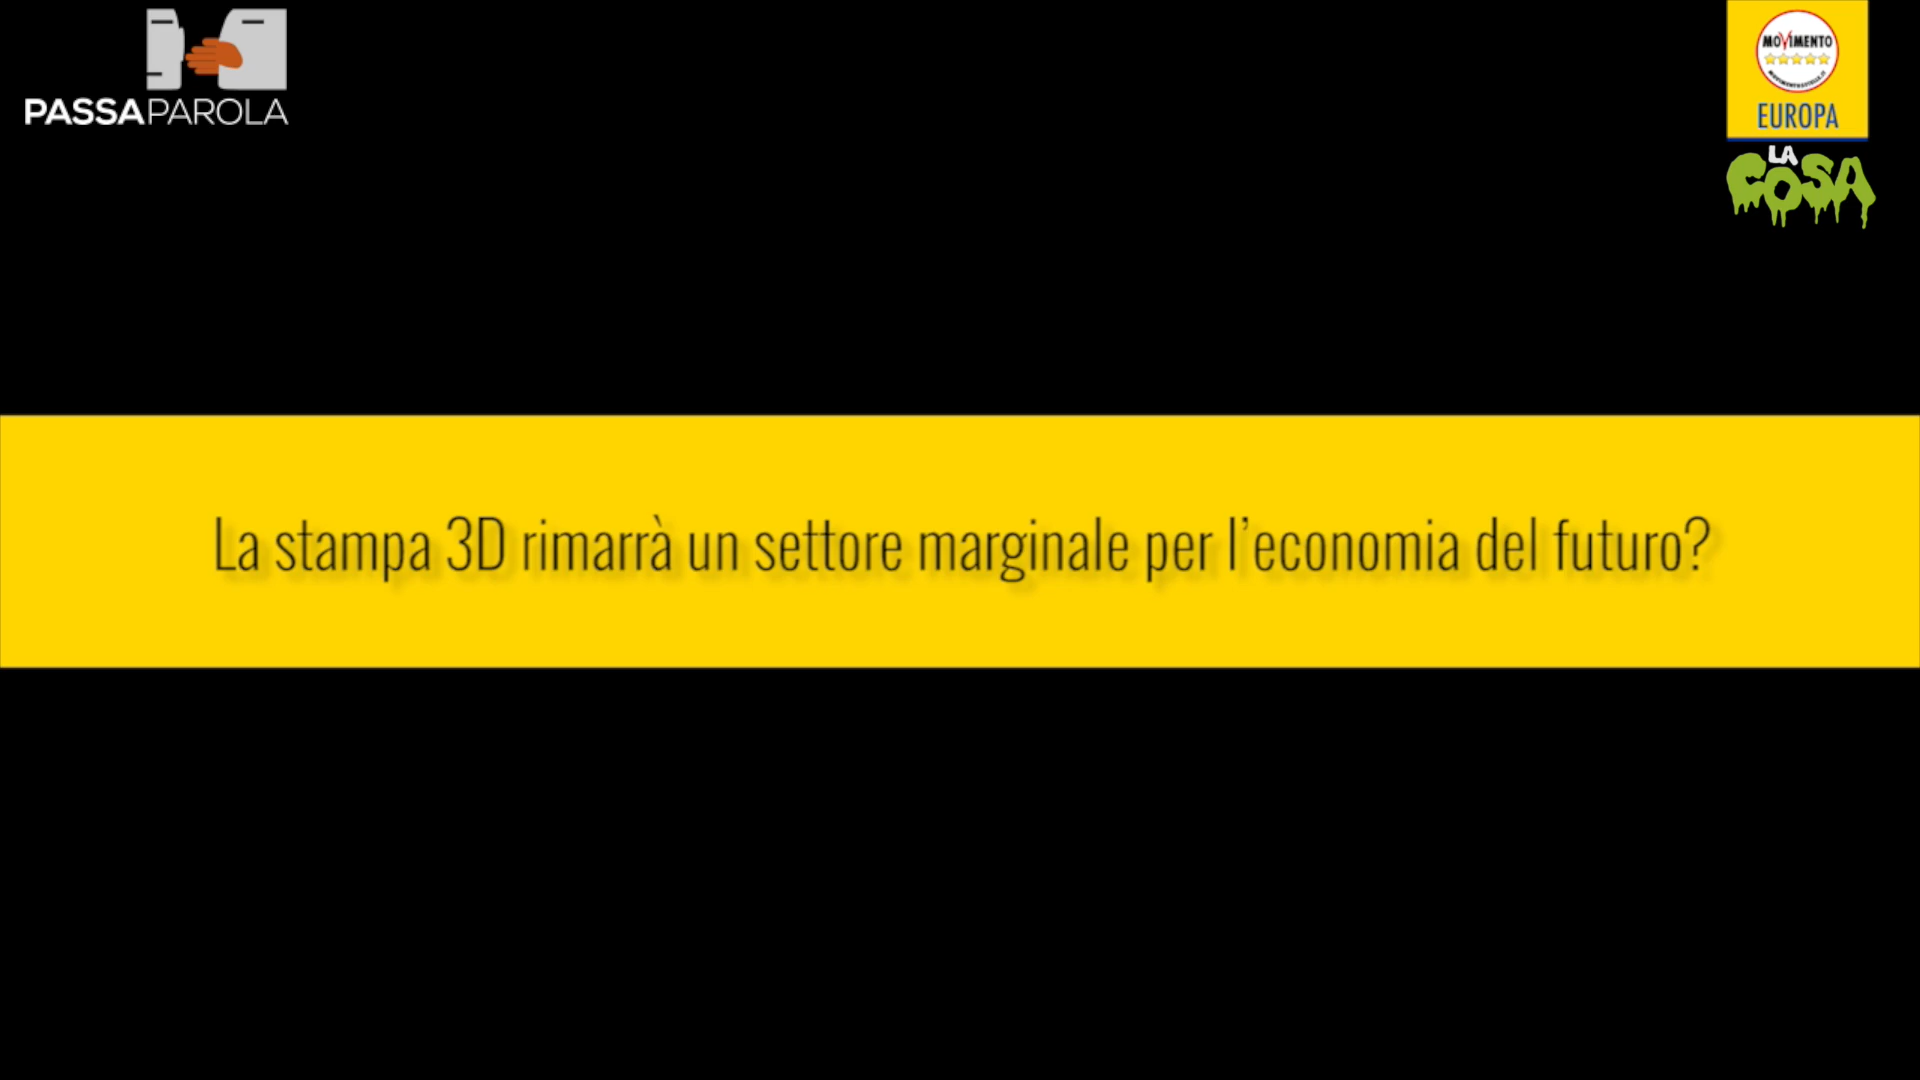 PASSAPAROLA
MOVIMENTO
EUROPA
LA
COSA
La stampa 3D rimarrà un settore marginale per l’economia del futuro?